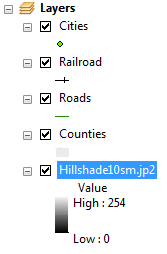 Layers
Cities
Railroad
Roads
Counties
Hillshade10sm.jp2
Value
High : 254
Low : 0